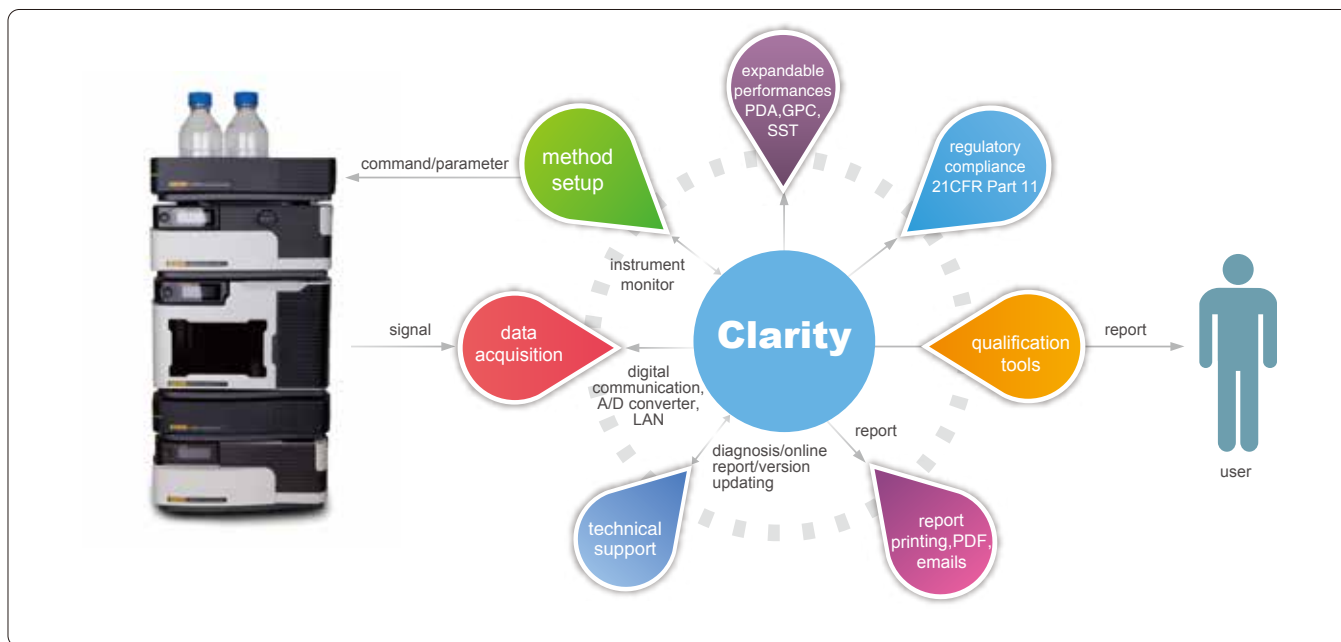 expandable
performances
PDA,GPC,
SST
regulatory
compliance
21CFR Part 11
method
setup
command/parameter
instrument
monitor
Clarity
signal
data
acquisition
digital
communication,
A/D converter,
LAN
qualification
tools
report
user
report
diagnosis/online
report/version
updating
technical
support
report
printing,PDF,
emails